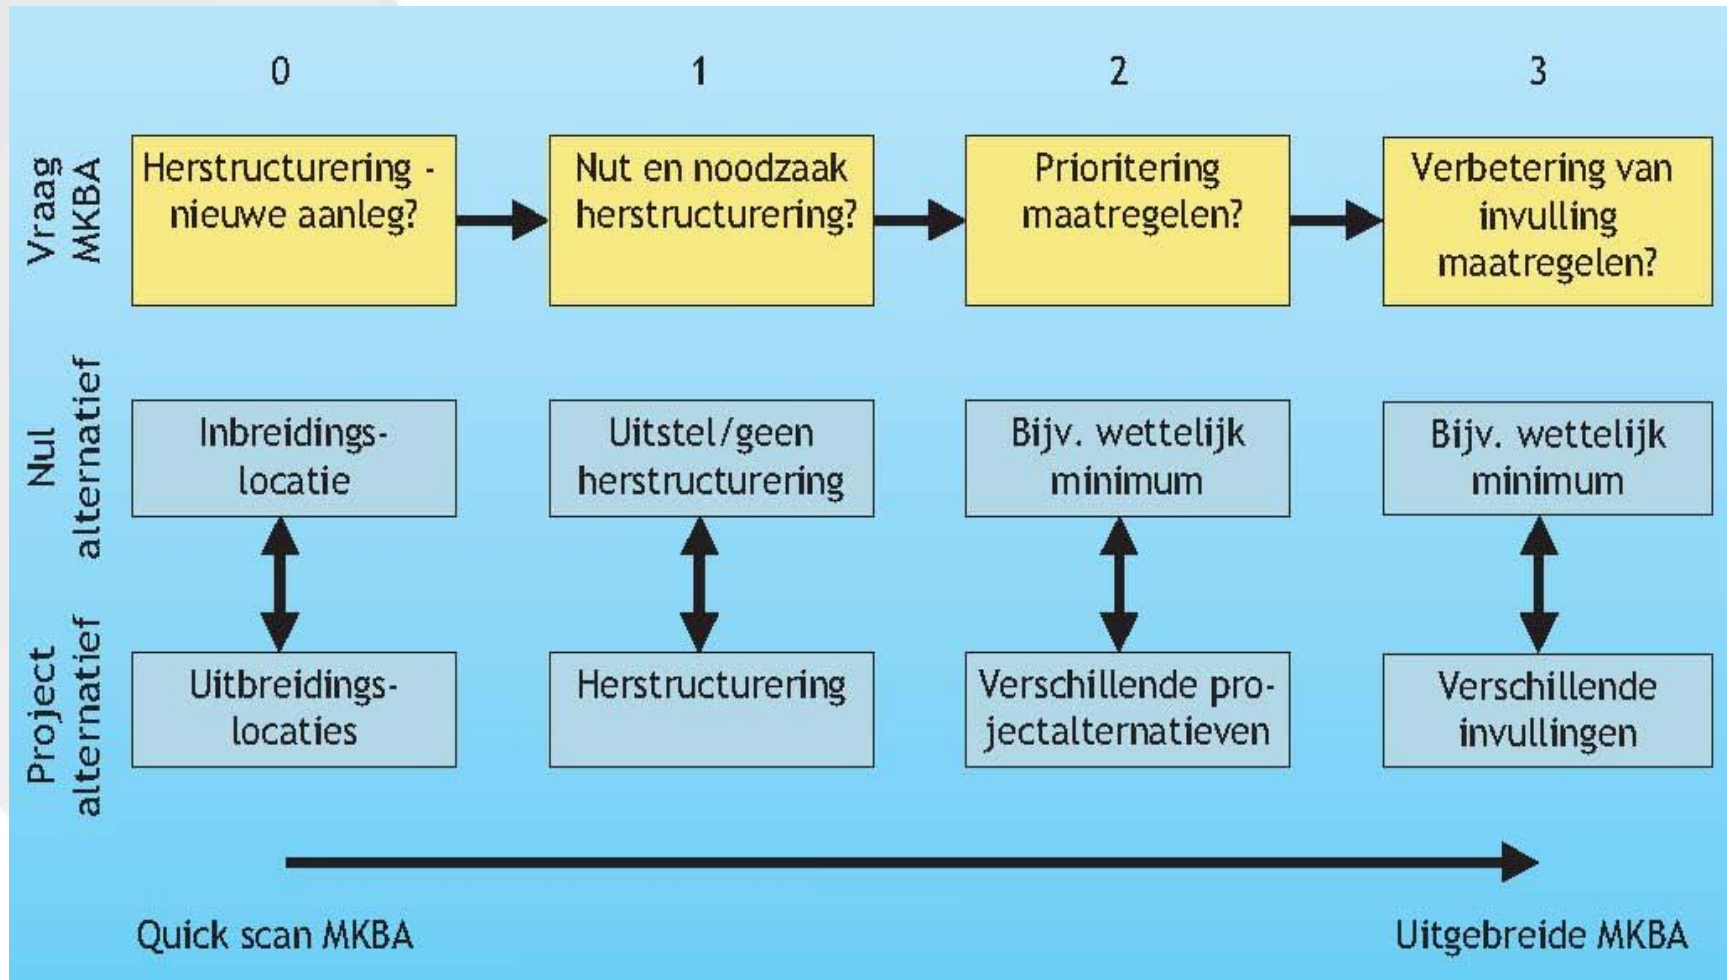 0
1
2
3
Vraag
MKBA
Herstructurering -
nieuwe aanleg?
Nut en noodzaak
herstructurering?
Prioritering
maatregelen?
Verbetering van
invulling
maatregelen?
Nul
alternatief
Inbreidings-
locatie
Uitstel/geen
herstructurering
Bijv. wettelijk
minimum
Bijv. wettelijk
minimum
Project
alternatief
Uitbreidings-
locaties
Herstructurering
Verschillende pro-
jectalternatieven
Verschillende
invullingen
Quick scan MKBA
Uitgebreide MKBA